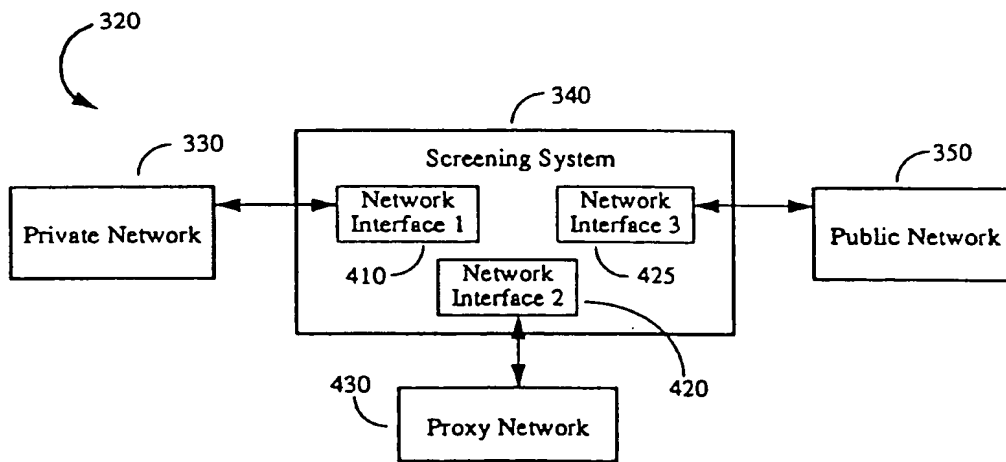 320
340
330
350
Screening System
Private Network
Network
Interface 1
Network
Interface 3
Public Network
410
425
Network
Interface 2
420
430
Proxy Network